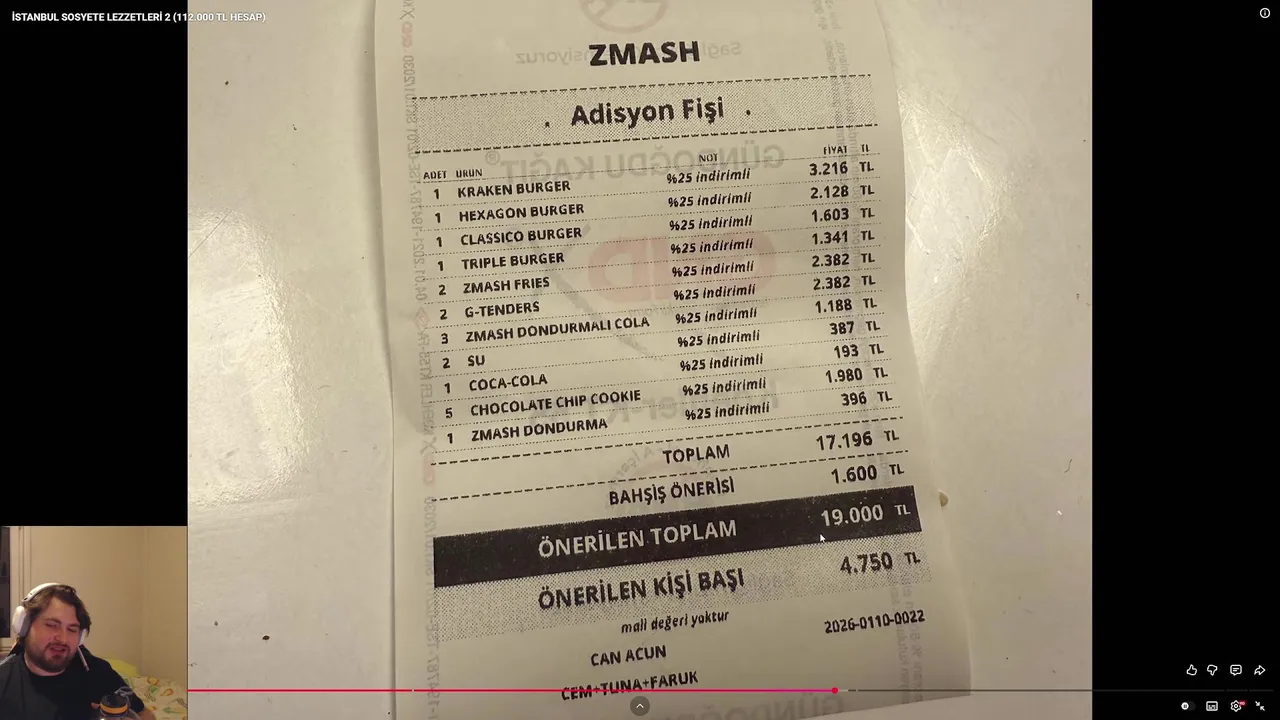 İSTANBUL SOSYETE LEZZETLERİ 2 (112.000 TL HESAP)
ZMASH
Adisyon Fişi
ADET ÜRÜN NOT FİYAT TL
1 KRAKEN BURGER %25 indirimli 3.216 TL
1 HEXAGON BURGER %25 indirimli 2.128 TL
1 CLASSICO BURGER %25 indirimli 1.603 TL
1 TRIPLE BURGER %25 indirimli 1.341 TL
2 ZMASH FRIES %25 indirimli 2.382 TL
2 G-TENDERS %25 indirimli 2.382 TL
3 ZMASH DONDURMALI COLA %25 indirimli 1.188 TL
2 SU %25 indirimli 387 TL
1 COCA-COLA %25 indirimli 193 TL
5 CHOCOLATE CHIP COOKIE %25 indirimli 1.980 TL
1 ZMASH DONDURMA %25 indirimli 396 TL
TOPLAM 17.196 TL
BAHŞİŞ ÖNERİSİ 1.600 TL
ÖNERİLEN TOPLAM 19.000 TL
ÖNERİLEN KİŞİ BAŞI 4.750 TL
mali değeri yoktur 2026-0110-0022
CAN ACUN
CEM+TUNA+FARUK